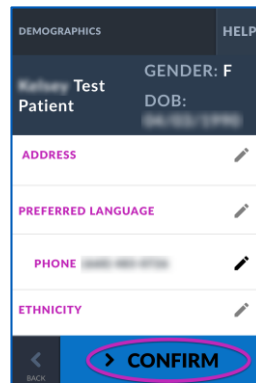 DEMOGRAPHICS
HELP
Test
Patient
GENDER: F
DOB:
ADDRESS
PREFERRED LANGUAGE
PHONE
ETHNICITY
BACK
CONFIRM